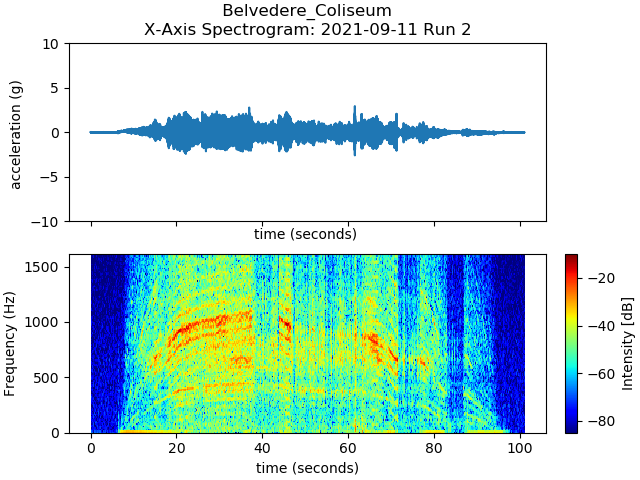 Belvedere_Coliseum
X-Axis Spectrogram: 2021-09-11 Run 2
10
5
0
−5
−10
acceleration (g)
time (seconds)
1500
1000
500
0
Frequency (Hz)
0 20 40 60 80 100
time (seconds)
−20
−40
−60
−80
Intensity [dB]